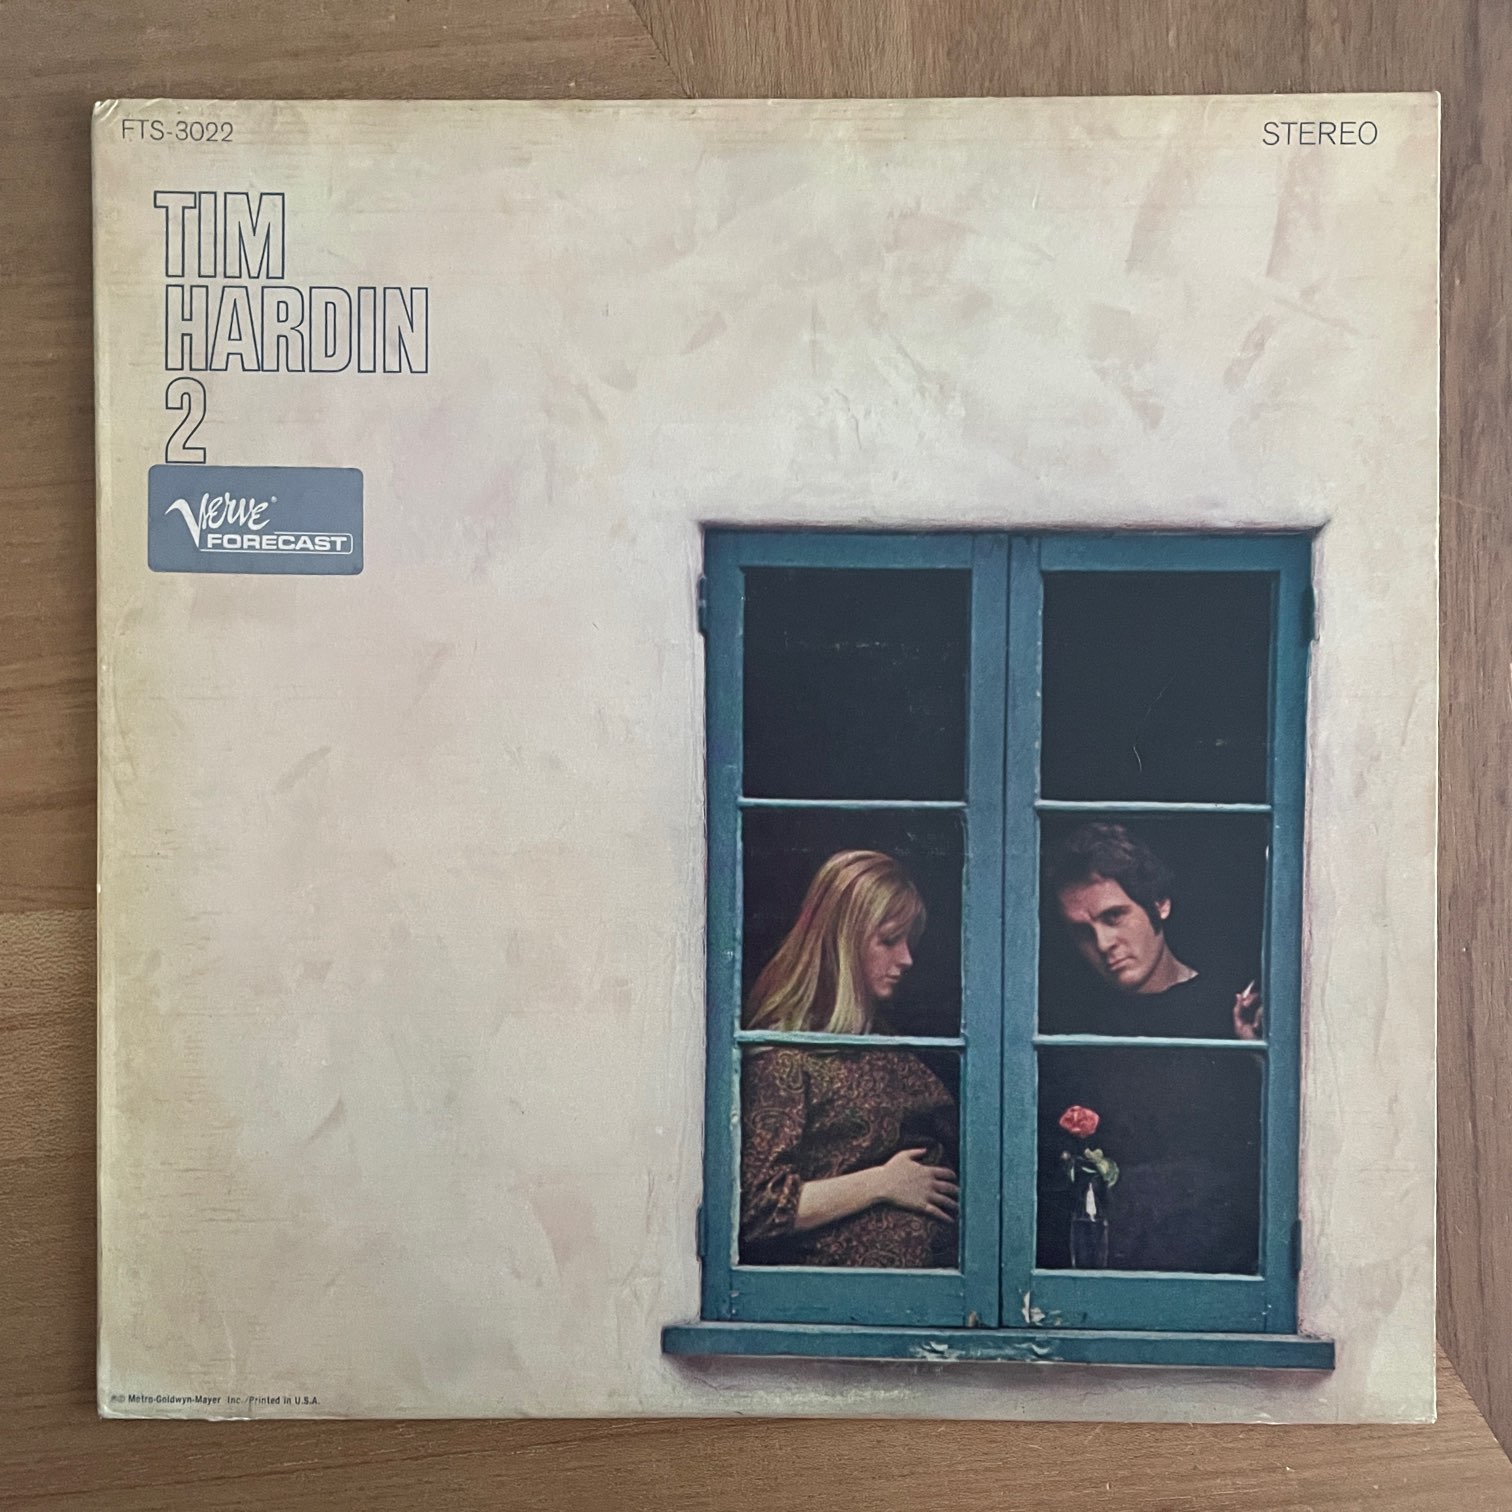 FTS-3022
STEREO
TIM
HARDIN
2
Verve®
FORECAST
℗© Metro-Goldwyn-Mayer Inc./Printed in U.S.A.